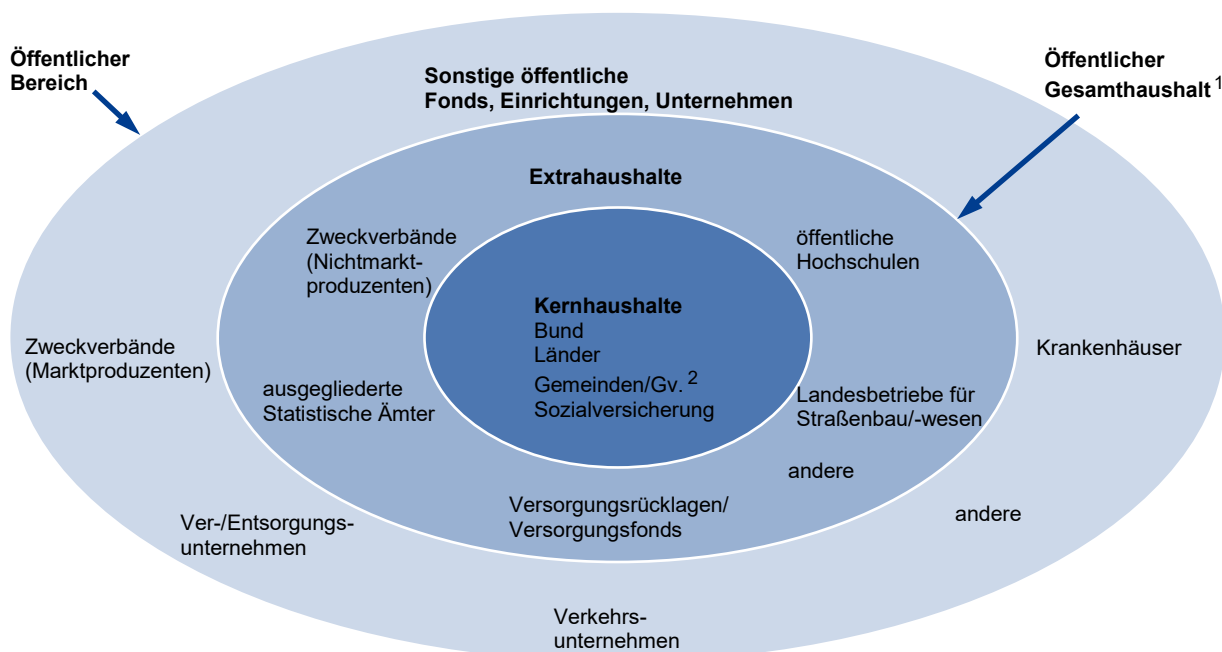 Öffentlicher
Bereich
Sonstige öffentliche
Fonds, Einrichtungen, Unternehmen
Öffentlicher
Gesamthaushalt 1
Extrahaushalte
Zweckverbände
(Nichtmarkt-
produzenten)
öffentliche
Hochschulen
Kernhaushalte
Bund
Länder
Gemeinden/Gv. 2
Sozialversicherung
Zweckverbände
(Marktproduzenten)
Krankenhäuser
ausgegliederte
Statistische Ämter
Landesbetriebe für
Straßenbau/-wesen
andere
Versorgungsrücklagen/
Versorgungsfonds
Ver-/Entsorgungs-
unternehmen
andere
Verkehrs-
unternehmen